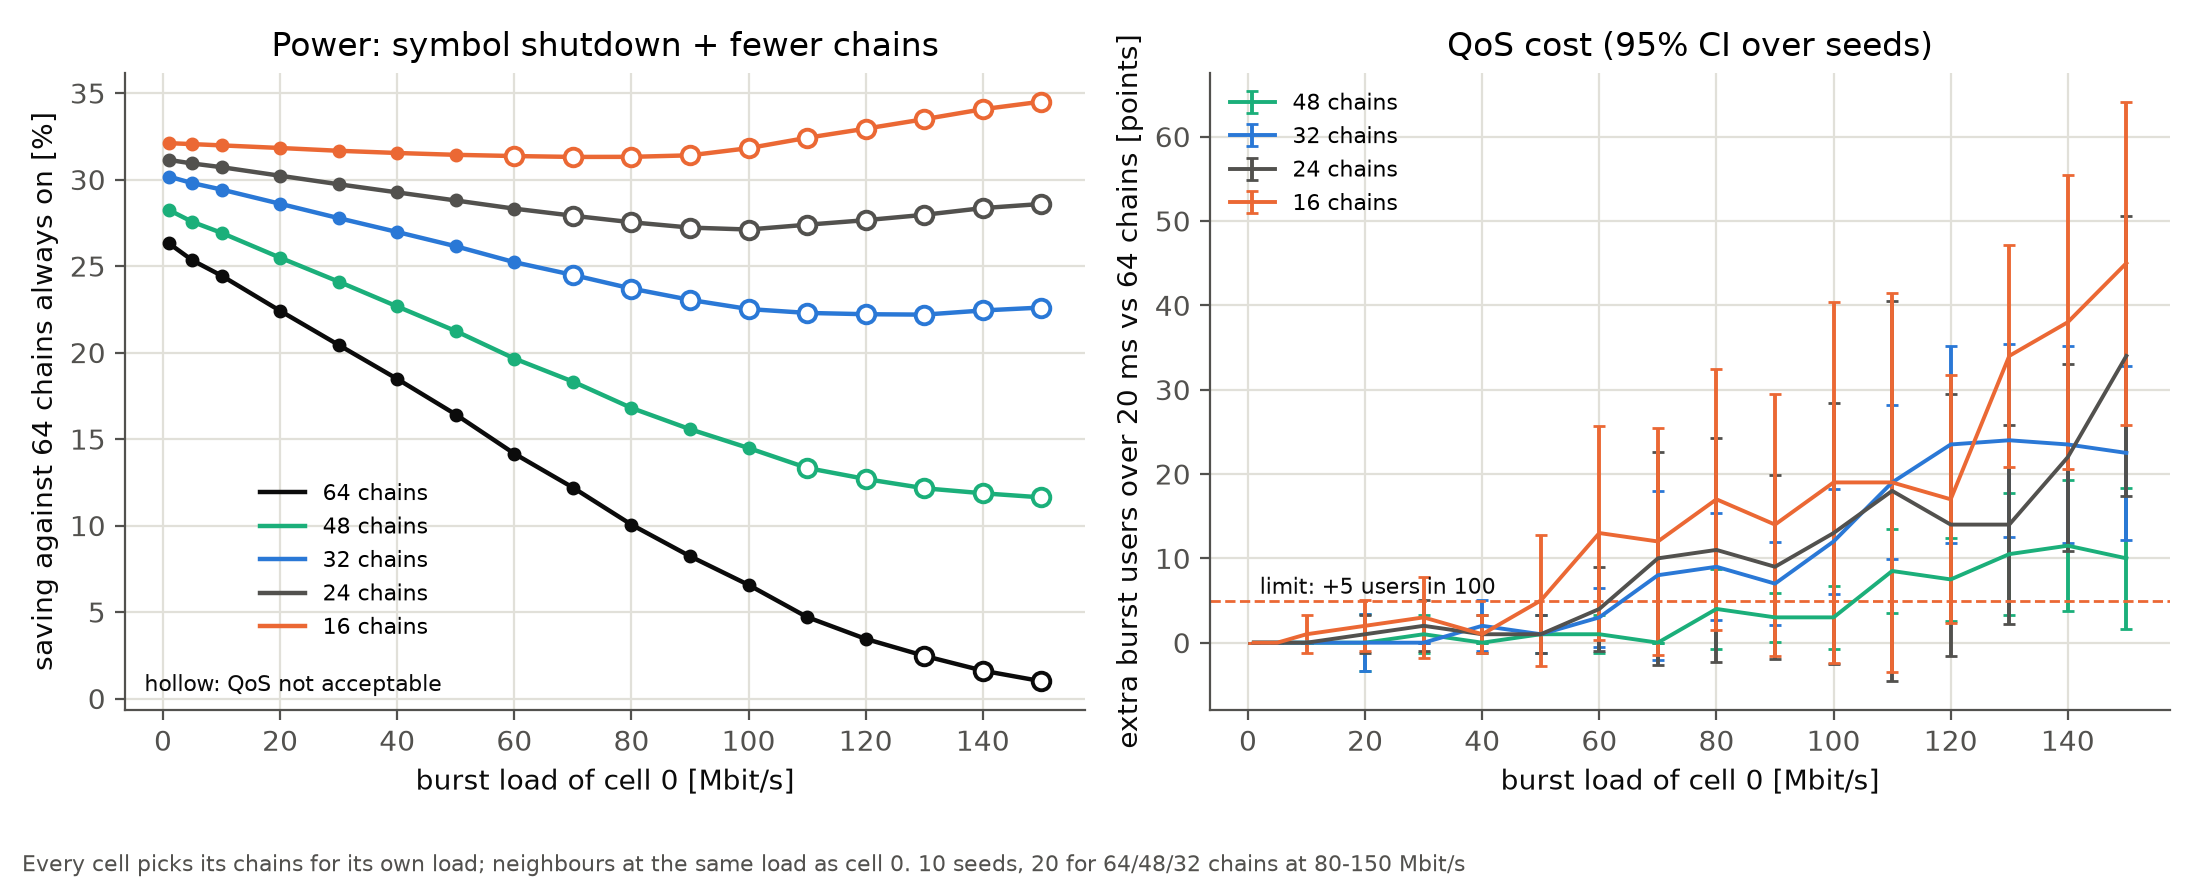 Power: symbol shutdown + fewer chains
saving against 64 chains always on [%]
35
30
25
20
15
10
5
0
64 chains
48 chains
32 chains
24 chains
16 chains
hollow: QoS not acceptable
0 20 40 60 80 100 120 140
burst load of cell 0 [Mbit/s]
QoS cost (95% CI over seeds)
extra burst users over 20 ms vs 64 chains [points]
60
50
40
30
20
10
0
48 chains
32 chains
24 chains
16 chains
limit: +5 users in 100
0 20 40 60 80 100 120 140
burst load of cell 0 [Mbit/s]
Every cell picks its chains for its own load; neighbours at the same load as cell 0. 10 seeds, 20 for 64/48/32 chains at 80-150 Mbit/s